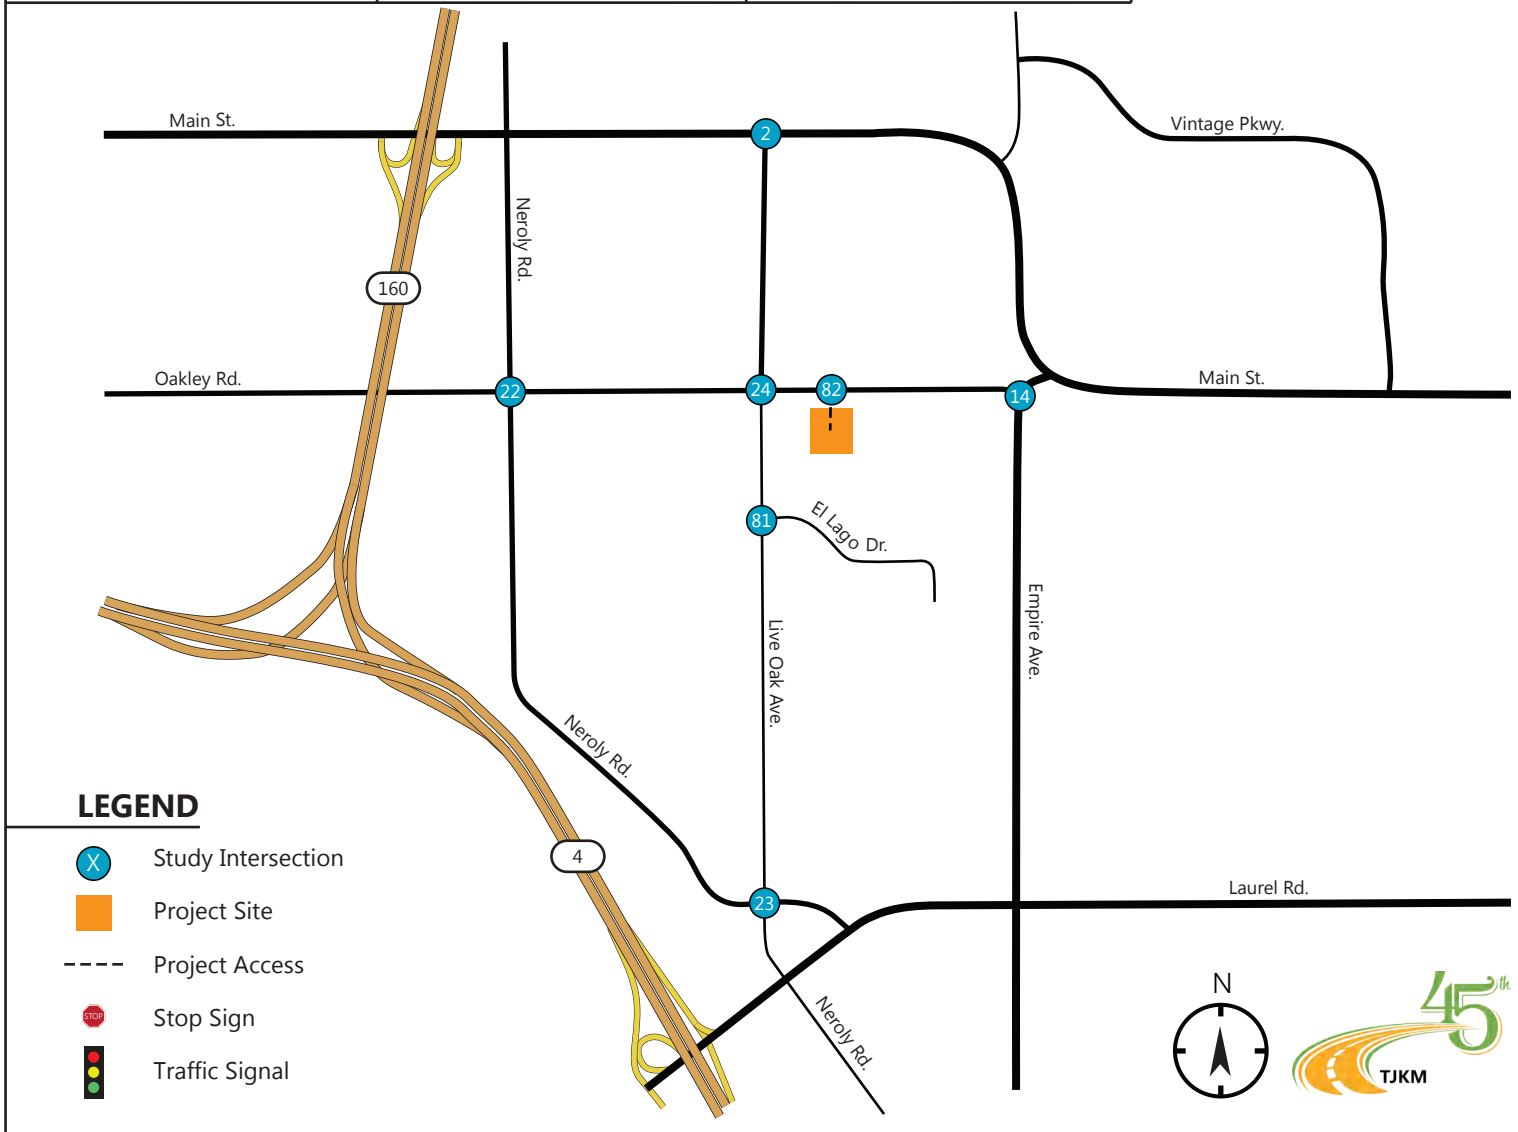 Main St.
2
Vintage Pkwy.
Neroly Rd.
160
Oakley Rd.
22
24
82
14
Main St.
81
El Lago Dr.
Empire Ave.
Live Oak Ave.
Neroly Rd.
LEGEND
X Study Intersection
Project Site
Project Access
STOP Stop Sign
Traffic Signal
4
23
Laurel Rd.
Neroly Rd.
N
45th
TJKM